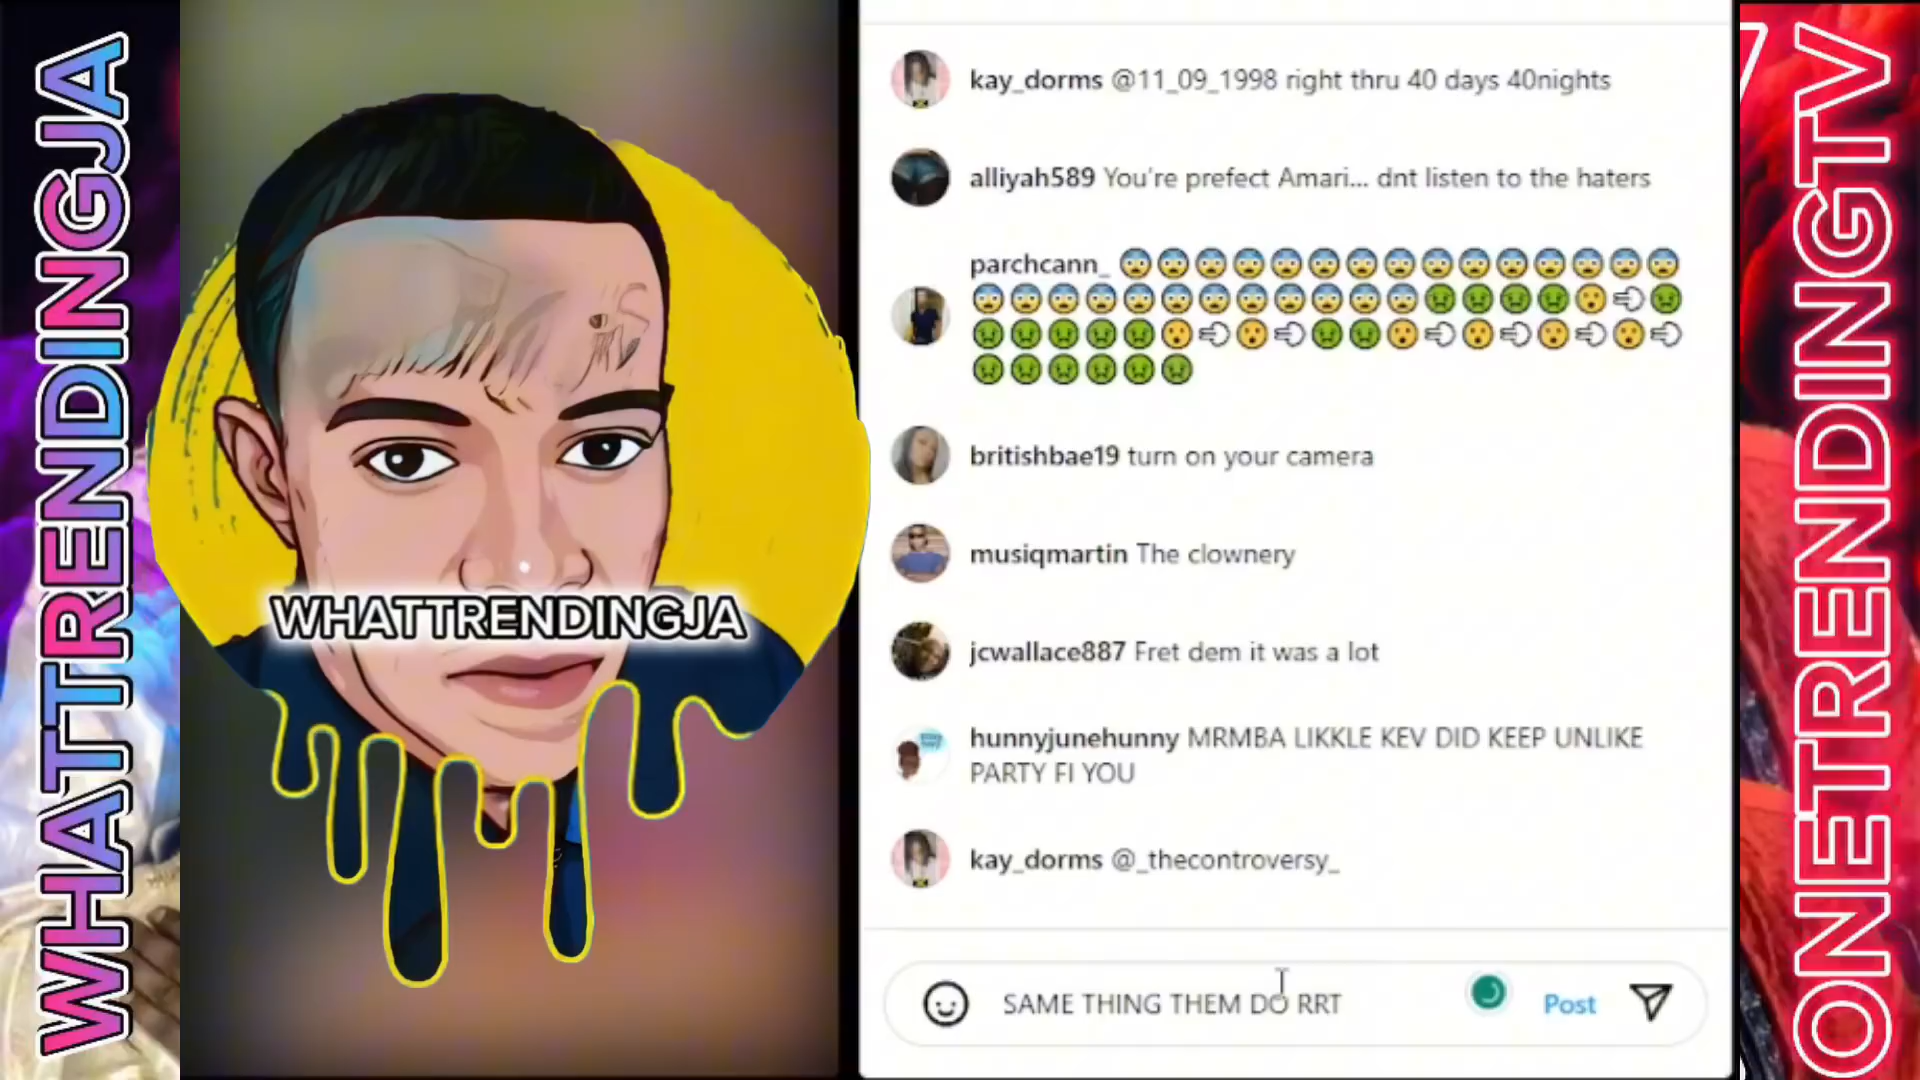 WHATTRENDINGJA
WHATTRENDINGJA
kay_dorms @11_09_1998 right thru 40 days 40nights
alliyah589 You're prefect Amari... dnt listen to the haters
parchcann_ 😨😨😨😨😨😨😨😨😨😨😨😨😨😨😨
😨😨😨😨😨😨😨😨😨😨😨😨🤢🤢🤢🤢😮💨🤢
🤢🤢🤢🤢🤢😮💨😮💨🤢🤢😮💨😮💨😮💨😮💨
🤢🤢🤢🤢🤢🤢
britishbae19 turn on your camera
musiqmartin The clownery
jcwallace887 Fret dem it was a lot
hunnyjunehunny MRMBA LIKKLE KEV DID KEEP UNLIKE
PARTY FI YOU
kay_dorms @_thecontroversy_
SAME THING THEM DO RRT
Post
ONETRENDINGTV